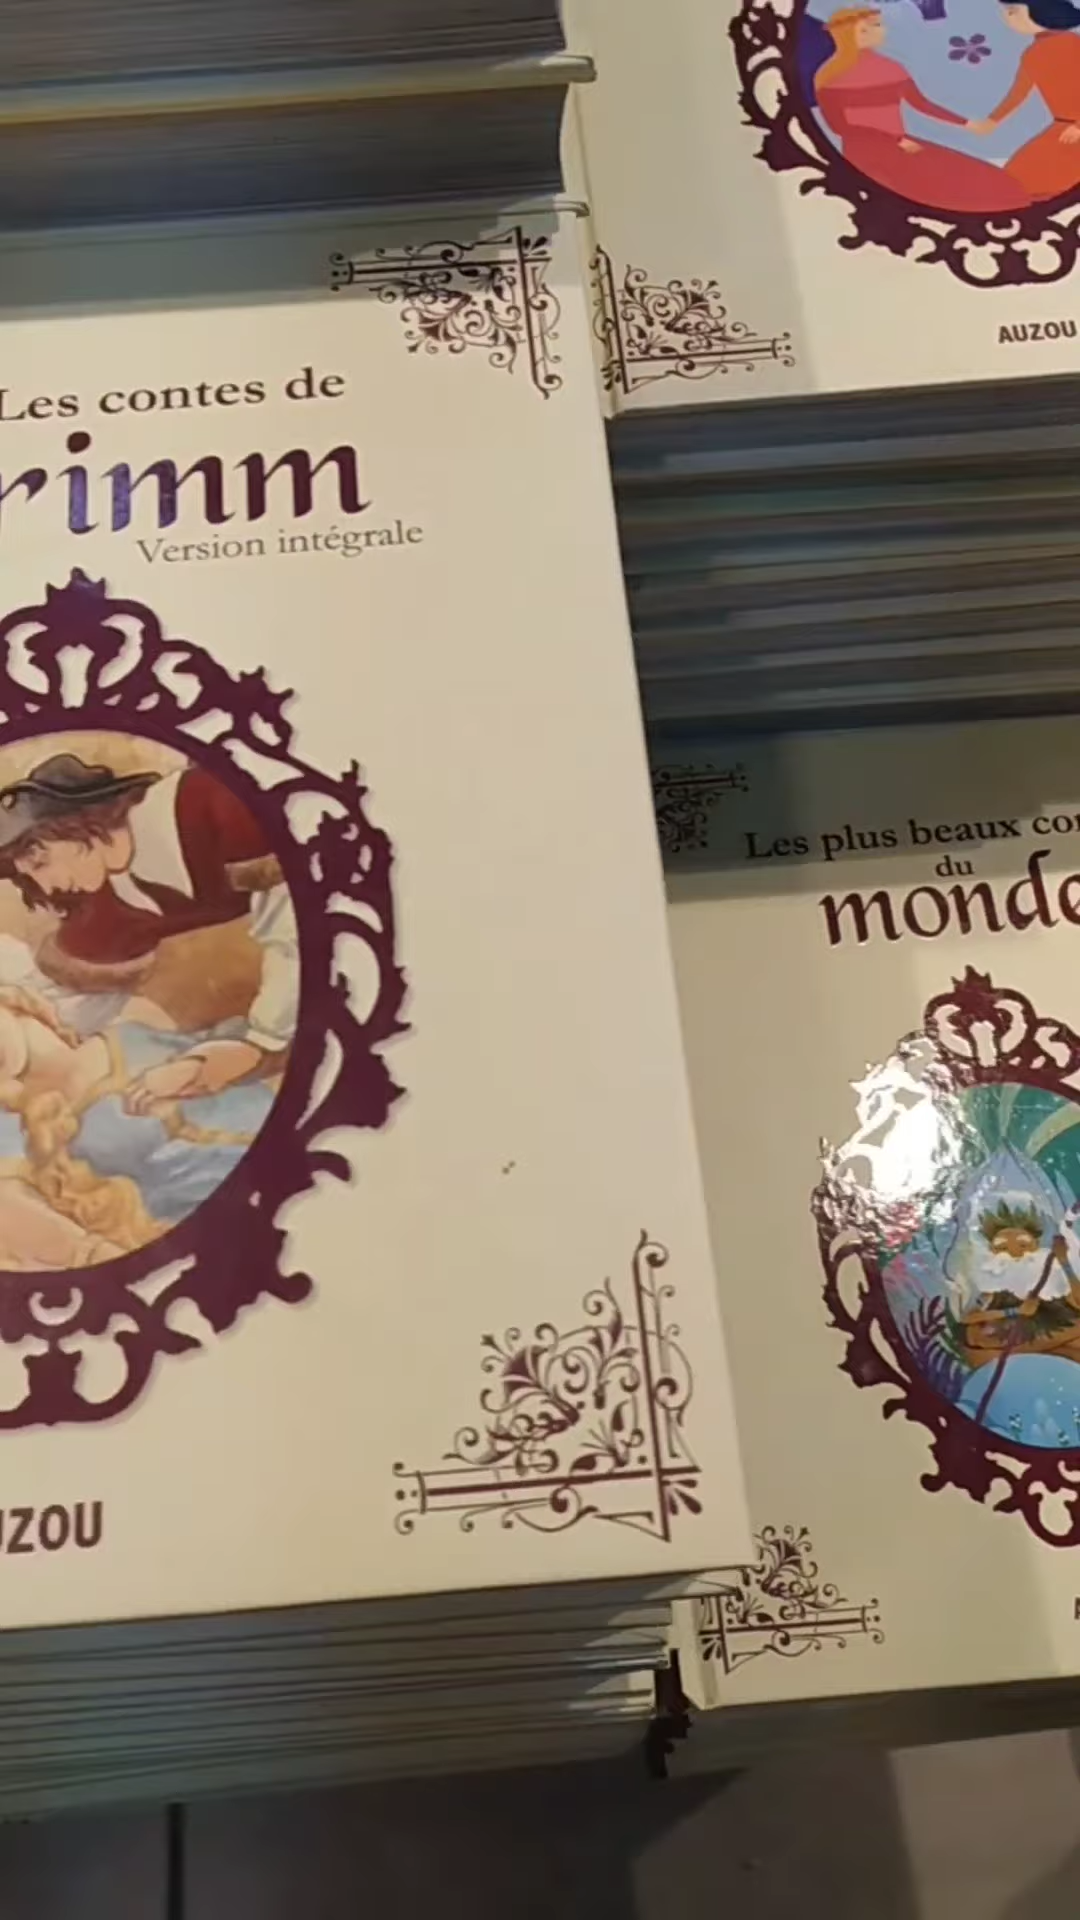 Les contes de
rimm
Version intégrale
UZOU
AUZOU
Les plus beaux con
du
monde